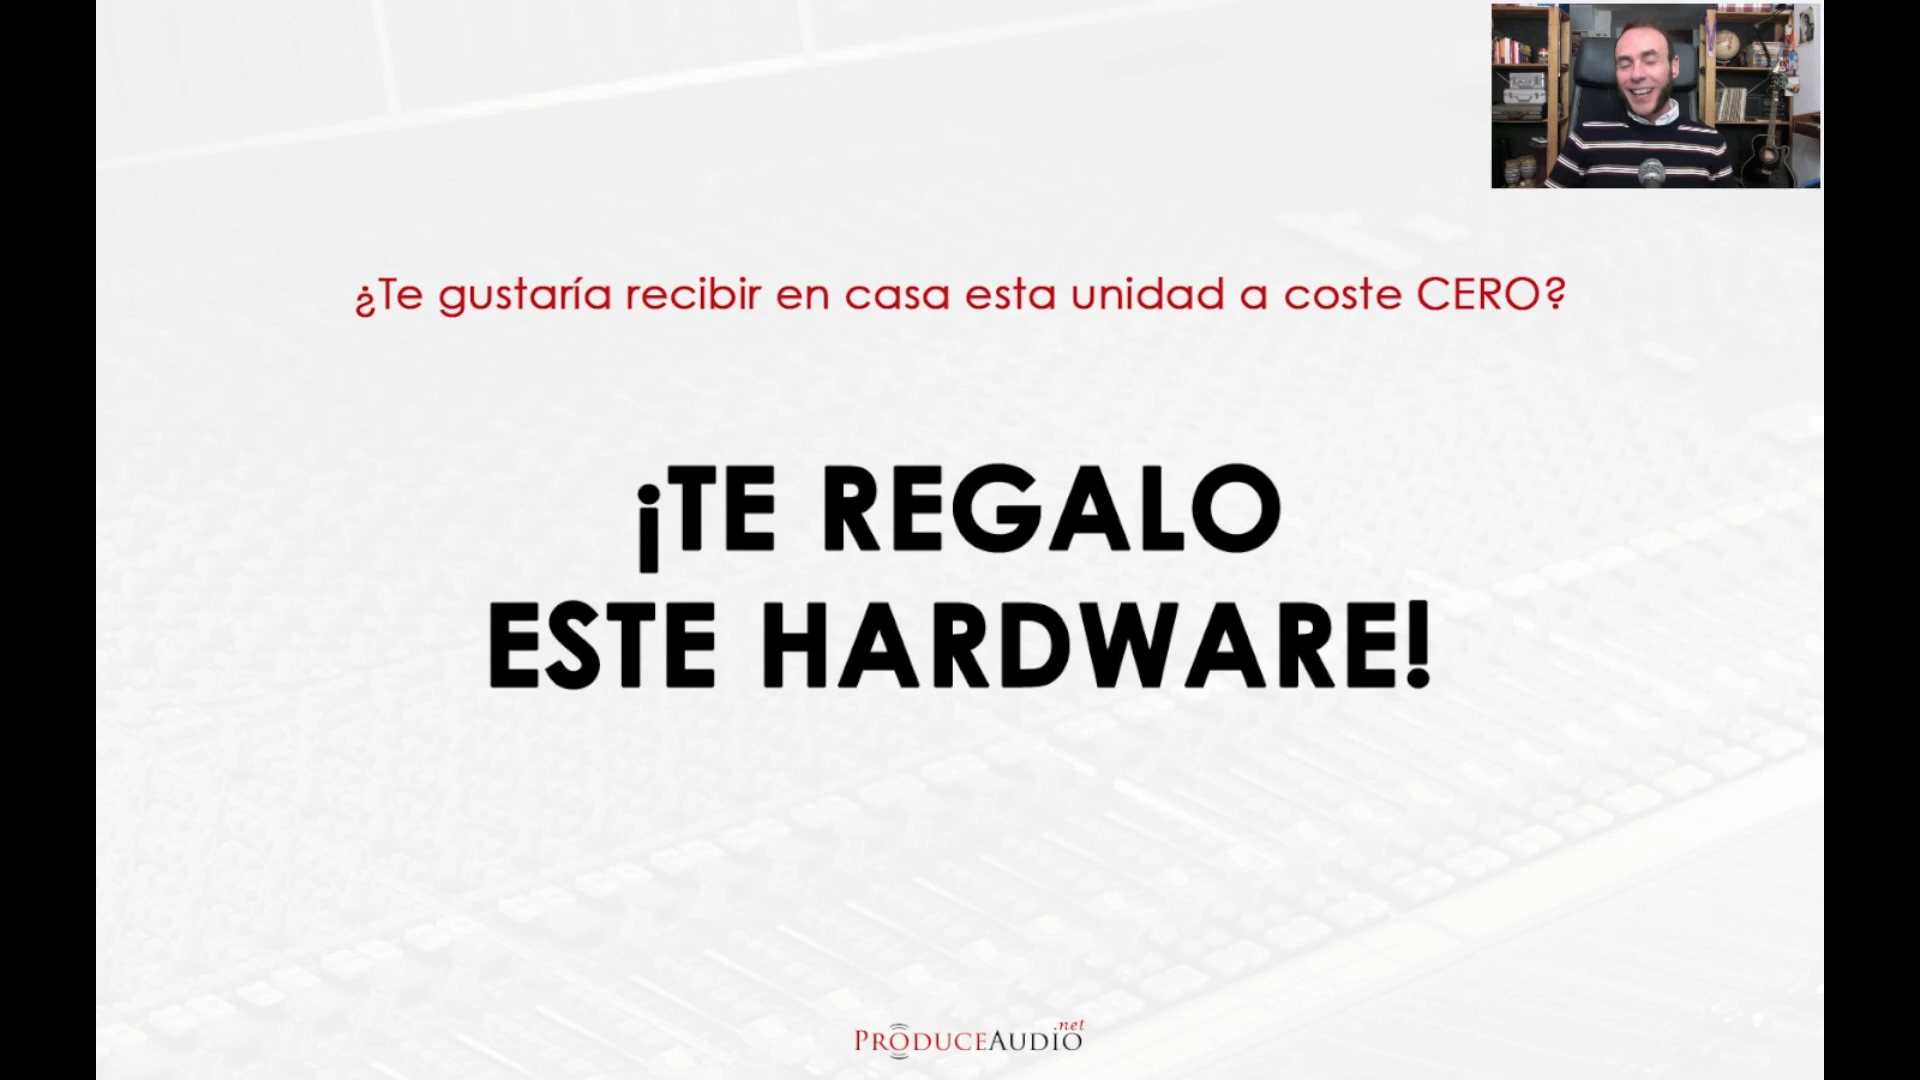 ¿Te gustaría recibir en casa esta unidad a coste CERO?
¡TE REGALO
ESTE HARDWARE!
PRODUCEAUDIO.net